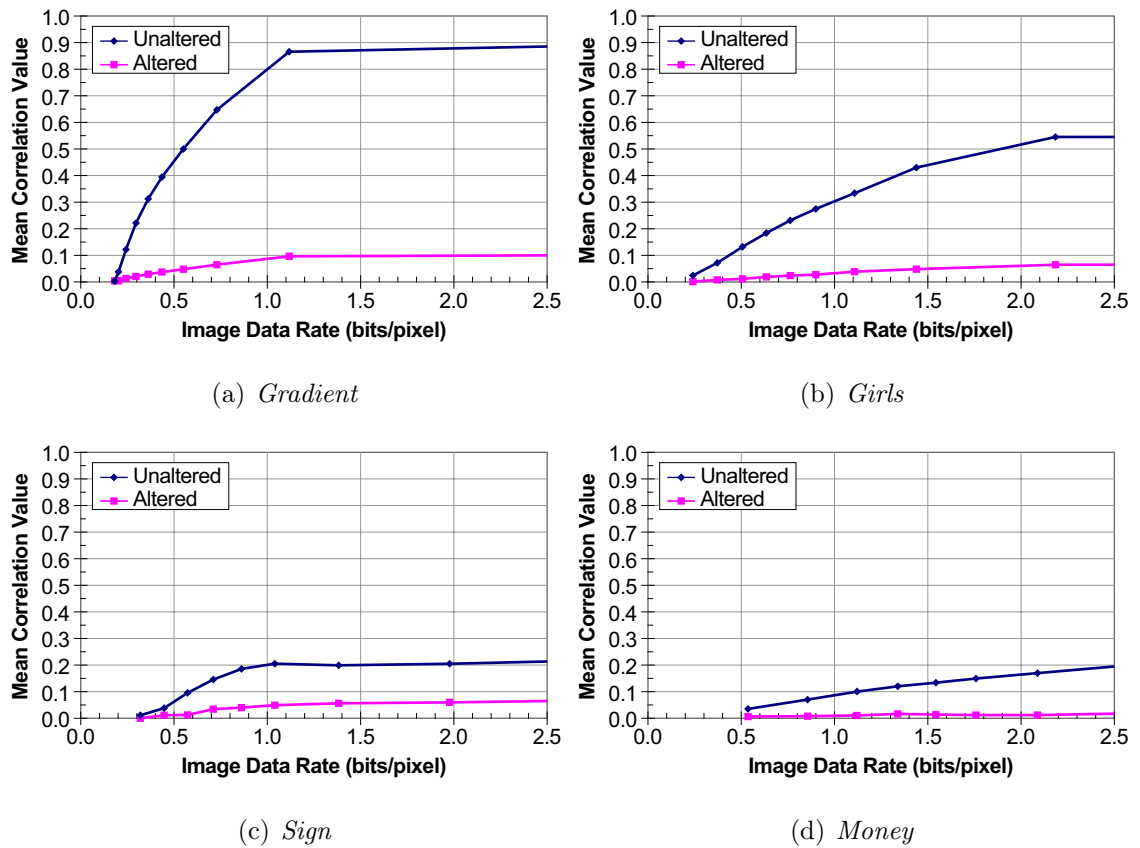 Mean Correlation Value
1.0
0.9
0.8
0.7
0.6
0.5
0.4
0.3
0.2
0.1
0.0
Unaltered
Altered
0.0 0.5 1.0 1.5 2.0 2.5
Image Data Rate (bits/pixel)
(a) Gradient
Mean Correlation Value
1.0
0.9
0.8
0.7
0.6
0.5
0.4
0.3
0.2
0.1
0.0
Unaltered
Altered
0.0 0.5 1.0 1.5 2.0 2.5
Image Data Rate (bits/pixel)
(b) Girls
Mean Correlation Value
1.0
0.9
0.8
0.7
0.6
0.5
0.4
0.3
0.2
0.1
0.0
Unaltered
Altered
0.0 0.5 1.0 1.5 2.0 2.5
Image Data Rate (bits/pixel)
(c) Sign
Mean Correlation Value
1.0
0.9
0.8
0.7
0.6
0.5
0.4
0.3
0.2
0.1
0.0
Unaltered
Altered
0.0 0.5 1.0 1.5 2.0 2.5
Image Data Rate (bits/pixel)
(d) Money